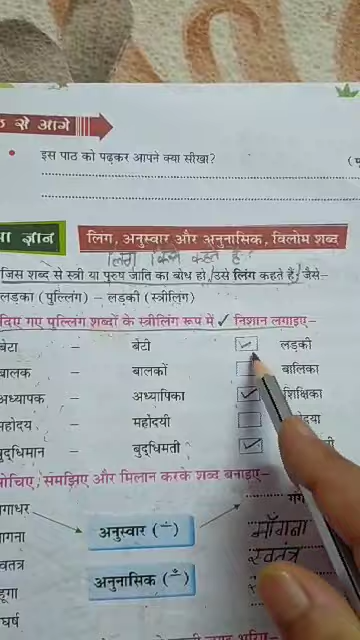 से आगे
इस पाठ को पढ़कर आपने क्या सीखा?
ज्ञान लिंग, अनुस्वार और अनुनासिक, विलोम शब्द
लिंग किसे कहते हैं
जिस शब्द से स्त्री या पुरुष जाति का बोध हो, उसे लिंग कहते हैं; जैसे-
लड़का (पुल्लिंग) – लड़की (स्त्रीलिंग)
दिए गए पुल्लिंग शब्दों के स्त्रीलिंग रूप में ✓ निशान लगाइए–
बेटा – बेटी ✓ लड़की
बालक – बालकों बालिका
अध्यापक – अध्यापिका ✓ शिक्षिका
महोदय – महोदयी
बुद्धिमान – बुद्धिमती ✓
समझिए और मिलान करके शब्द बनाइए–
अनुस्वार (ं)
माँगना
स्वतंत्र
अनुनासिक (ँ)